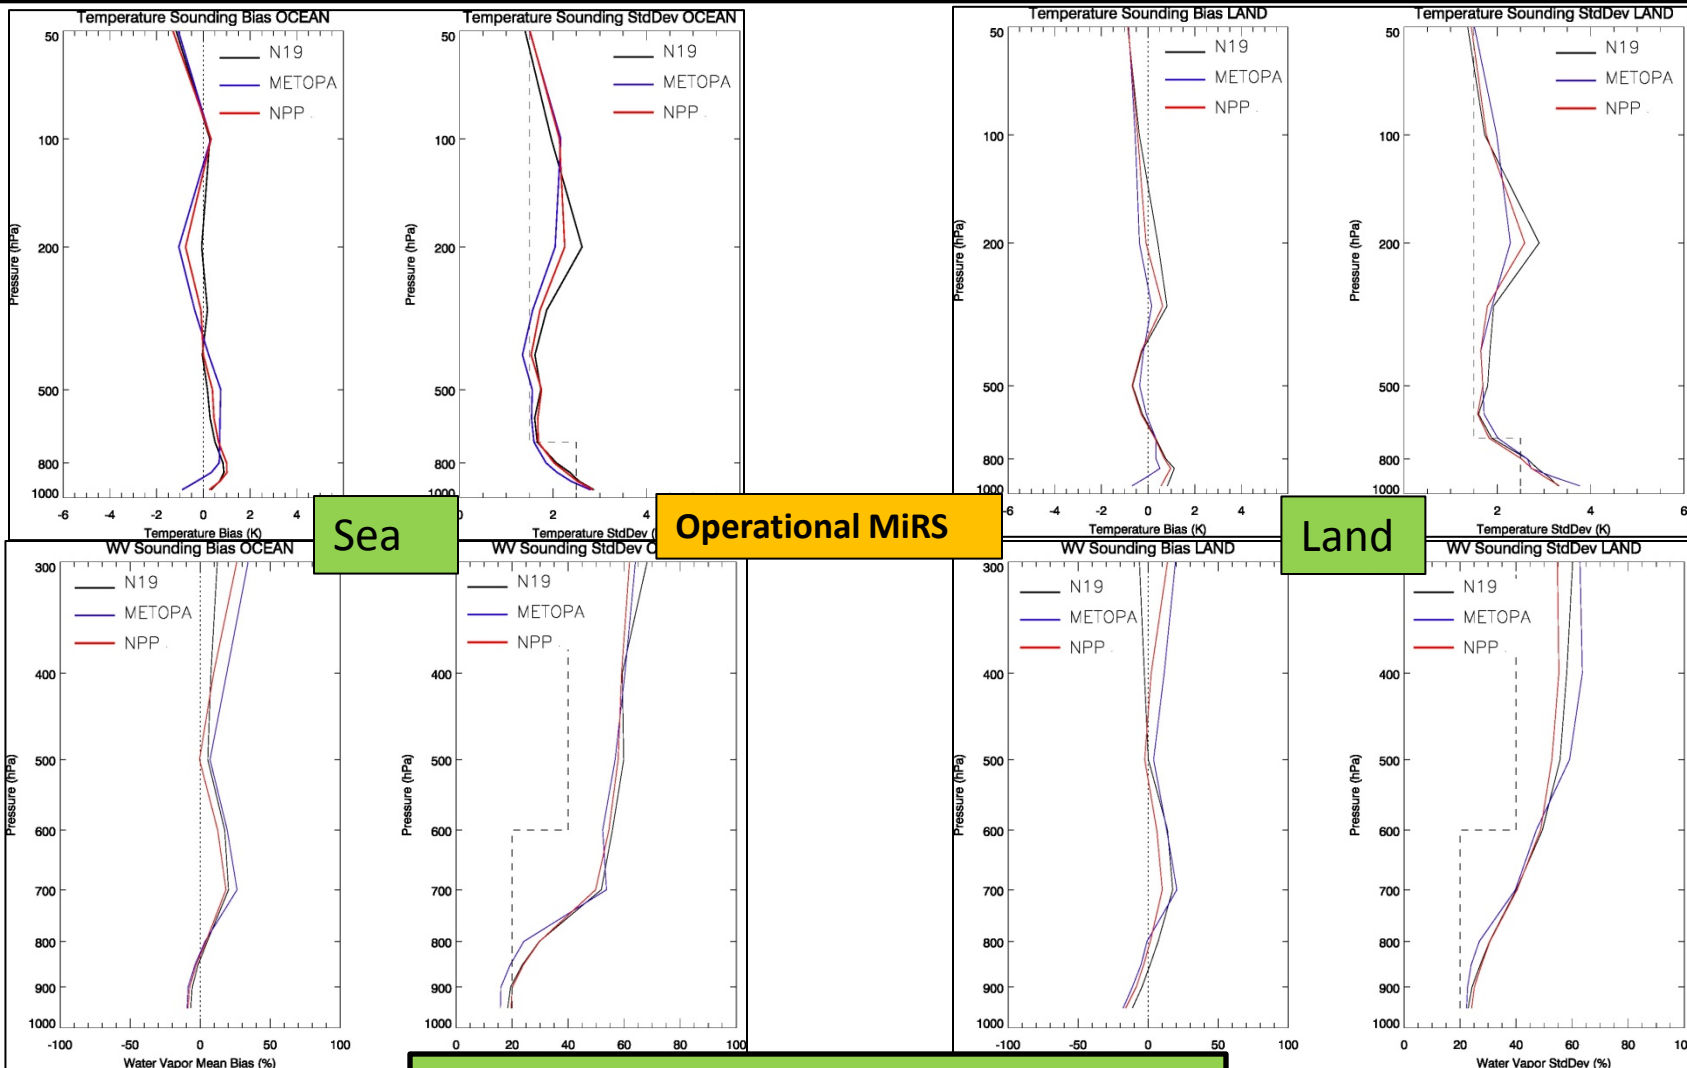 Temperature Sounding Bias OCEAN
50
100
200
500
800
1000
Pressure (hPa)
N19
METOPA
NPP
-6 -4 -2 0 2 4
Temperature Bias (K)
Temperature Sounding StdDev OCEAN
50
100
200
500
800
1000
Pressure (hPa)
N19
METOPA
NPP
0 2 4
Temperature StdDev (
Temperature Sounding Bias LAND
50
100
200
500
800
1000
Pressure (hPa)
N19
METOPA
NPP
-6 -4 -2 0 2 4
Temperature Bias (K)
Temperature Sounding StdDev LAND
50
100
200
500
800
1000
Pressure (hPa)
N19
METOPA
NPP
2 4 6
Temperature StdDev (K)
Sea
Operational MiRS
Land
WV Sounding Bias OCEAN
300
400
500
600
700
800
900
1000
Pressure (hPa)
N19
METOPA
NPP
-100 -50 0 50 100
Water Vapor Mean Bias (%)
WV Sounding StdDev O
300
400
500
600
700
800
900
1000
Pressure (hPa)
N19
METOPA
NPP
0 20 40 60 80 100
WV Sounding Bias LAND
300
400
500
600
700
800
900
1000
Pressure (hPa)
N19
METOPA
NPP
-100 -50 0 50 100
WV Sounding StdDev LAND
300
400
500
600
700
800
900
1000
Pressure (hPa)
N19
METOPA
NPP
0 20 40 60 80 100
Water Vapor StdDev (%)